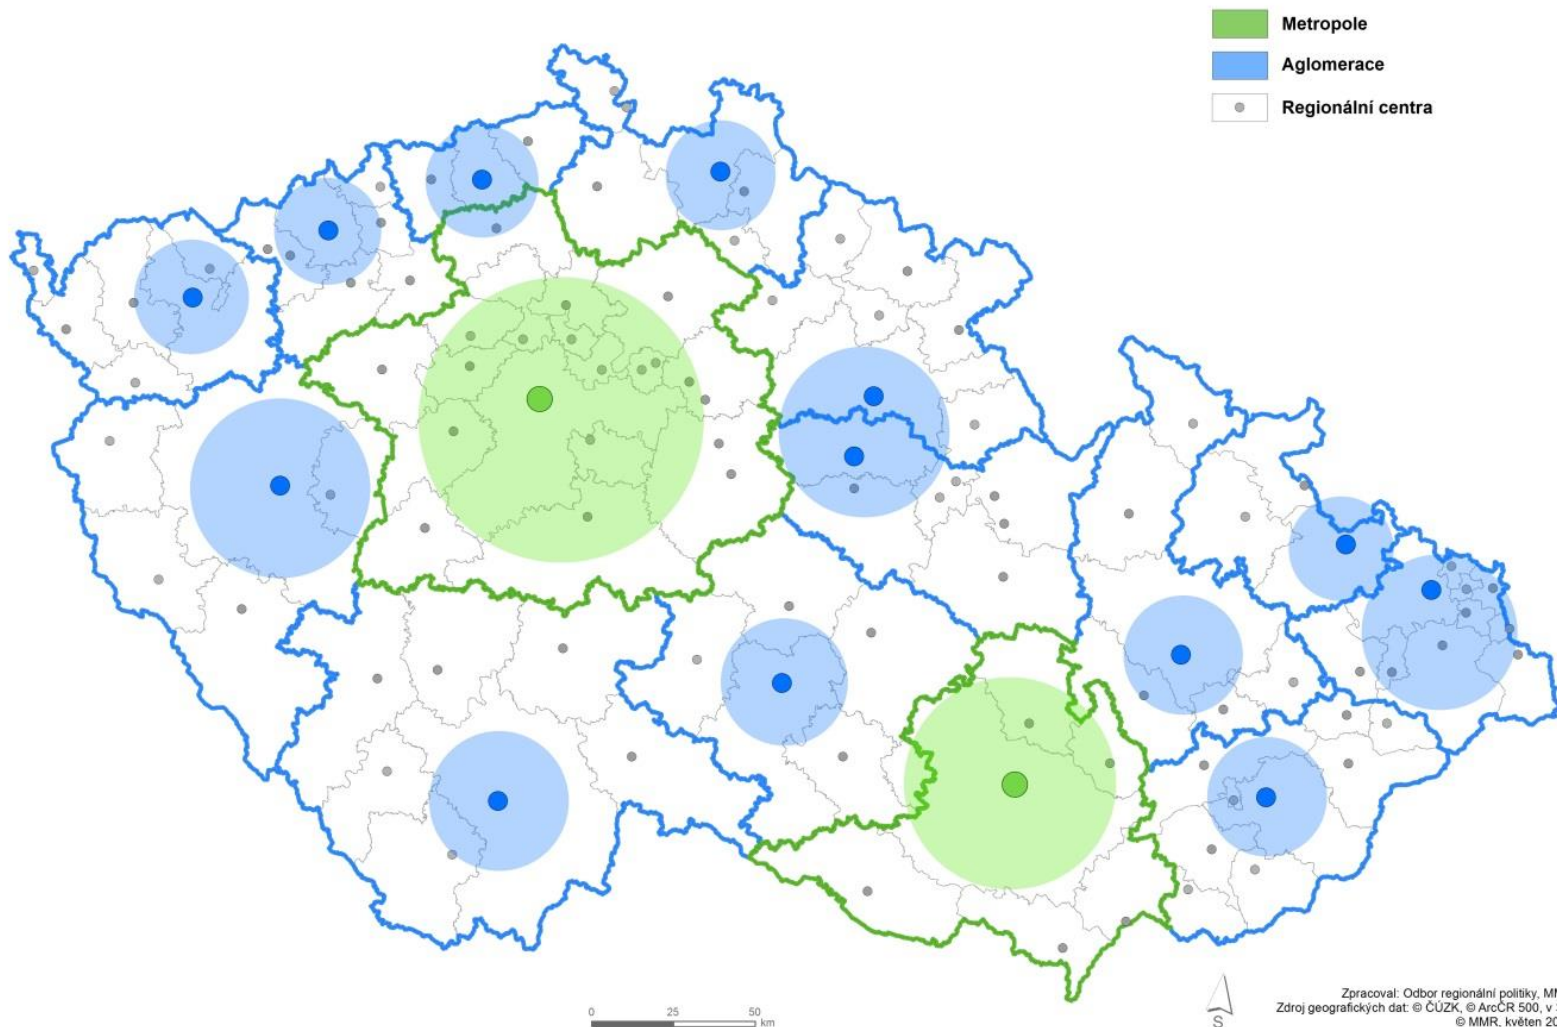 Metropole
Aglomerace
Regionální centra
0 25 50
km
S
Zpracoval: Odbor regionální politiky,
Zdroj geografických dat: © ČÚZK, © ArcČR 500, v
© MMR, květen